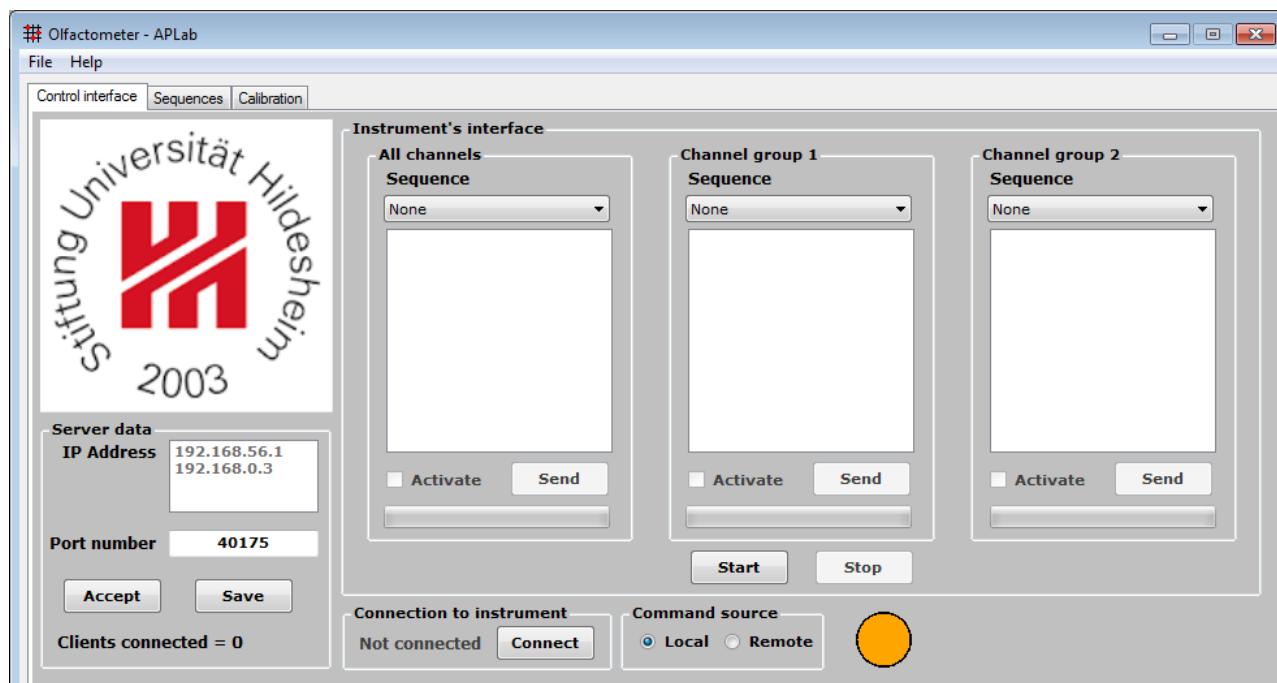 Olfactometer - APLab
File Help
Control interface Sequences Calibration
Stiftung Universität Hildesheim
2003
Server data
IP Address 192.168.56.1
192.168.0.3
Port number 40175
Accept Save
Clients connected = 0
Instrument's interface
All channels
Sequence
None
Activate Send
Channel group 1
Sequence
None
Activate Send
Channel group 2
Sequence
None
Activate Send
Start Stop
Connection to instrument
Not connected Connect
Command source
Local Remote